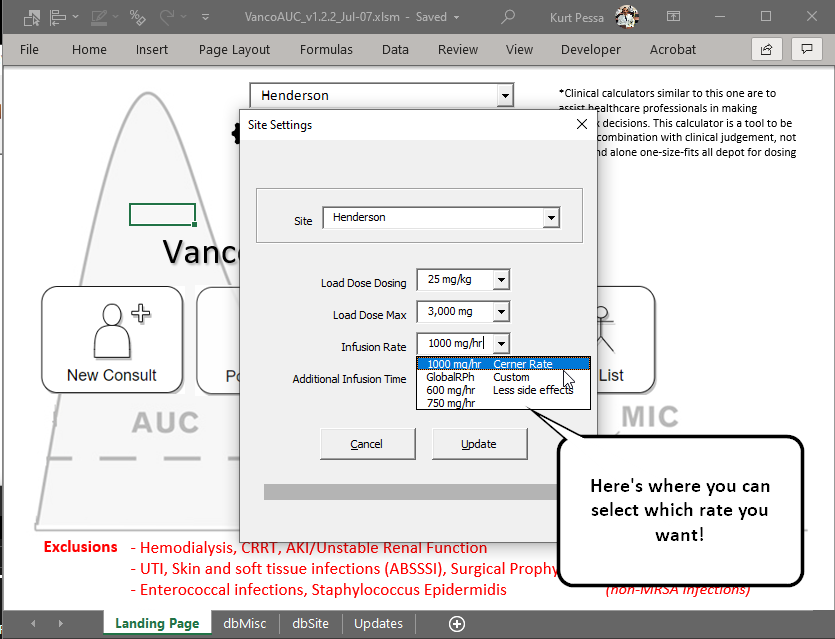 VancoAUC_v1.2.2_Jul-07.xlsm - Saved
Kurt Pessa
File Home Insert Page Layout Formulas Data Review View Developer Acrobat
Henderson
*Clinical calculators similar to this one are to
assist healthcare professionals in making
decisions. This calculator is a tool to be
combination with clinical judgement, not
alone one-size-fits all depot for dosing
Site Settings
Site Henderson
Vanco
Load Dose Dosing 25 mg/kg
Load Dose Max 3,000 mg
Infusion Rate 1000 mg/hr
1000 mg/hr Cerner Rate
GlobalRPh Custom
600 mg/hr Less side effects
750 mg/hr
Additional Infusion Time
New Consult
List
AUC
MIC
Cancel Update
Here's where you can
select which rate you
want!
Exclusions - Hemodialysis, CRRT, AKI/Unstable Renal Function
- UTI, Skin and soft tissue infections (ABSSSI), Surgical Prophy
- Enterococcal infections, Staphylococcus Epidermidis (non-MRSA infections)
Landing Page dbMisc dbSite Updates